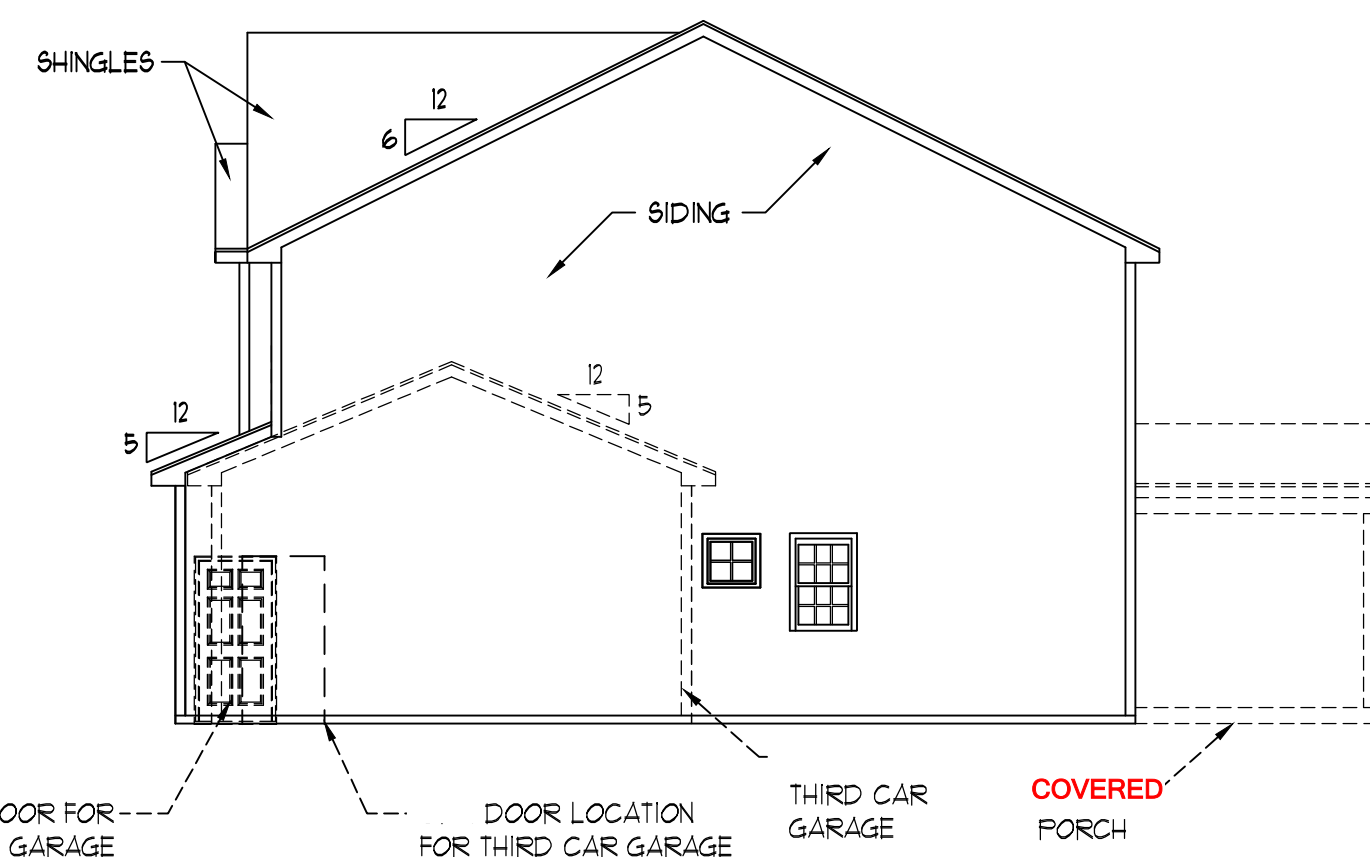 SHINGLES
12
6
SIDING
12
5
12
5
OOR FOR
GARAGE
DOOR LOCATION
FOR THIRD CAR GARAGE
THIRD CAR
GARAGE
COVERED
PORCH